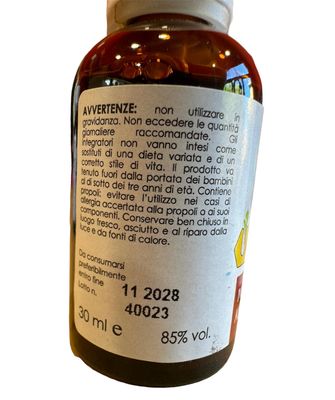 AVVERTENZE: non utilizzare in
gravidanza. Non eccedere le quantità
giornaliere raccomandate. Gli
integratori non vanno intesi come
sostituti di una dieta variata e di un
corretto stile di vita. Il prodotto va
tenuto fuori dalla portata dei bambini
al di sotto dei tre anni di età. Contiene
propoli: evitare l'utilizzo nei casi di
allergia accertata alla propoli o ai suoi
componenti. Conservare ben chiuso in
luogo fresco, asciutto e al riparo dalla
luce e da fonti di calore.
Da consumarsi
preferibilmente
entro fine 11 2028
Lotto n. 40023
30 ml e 85% vol.